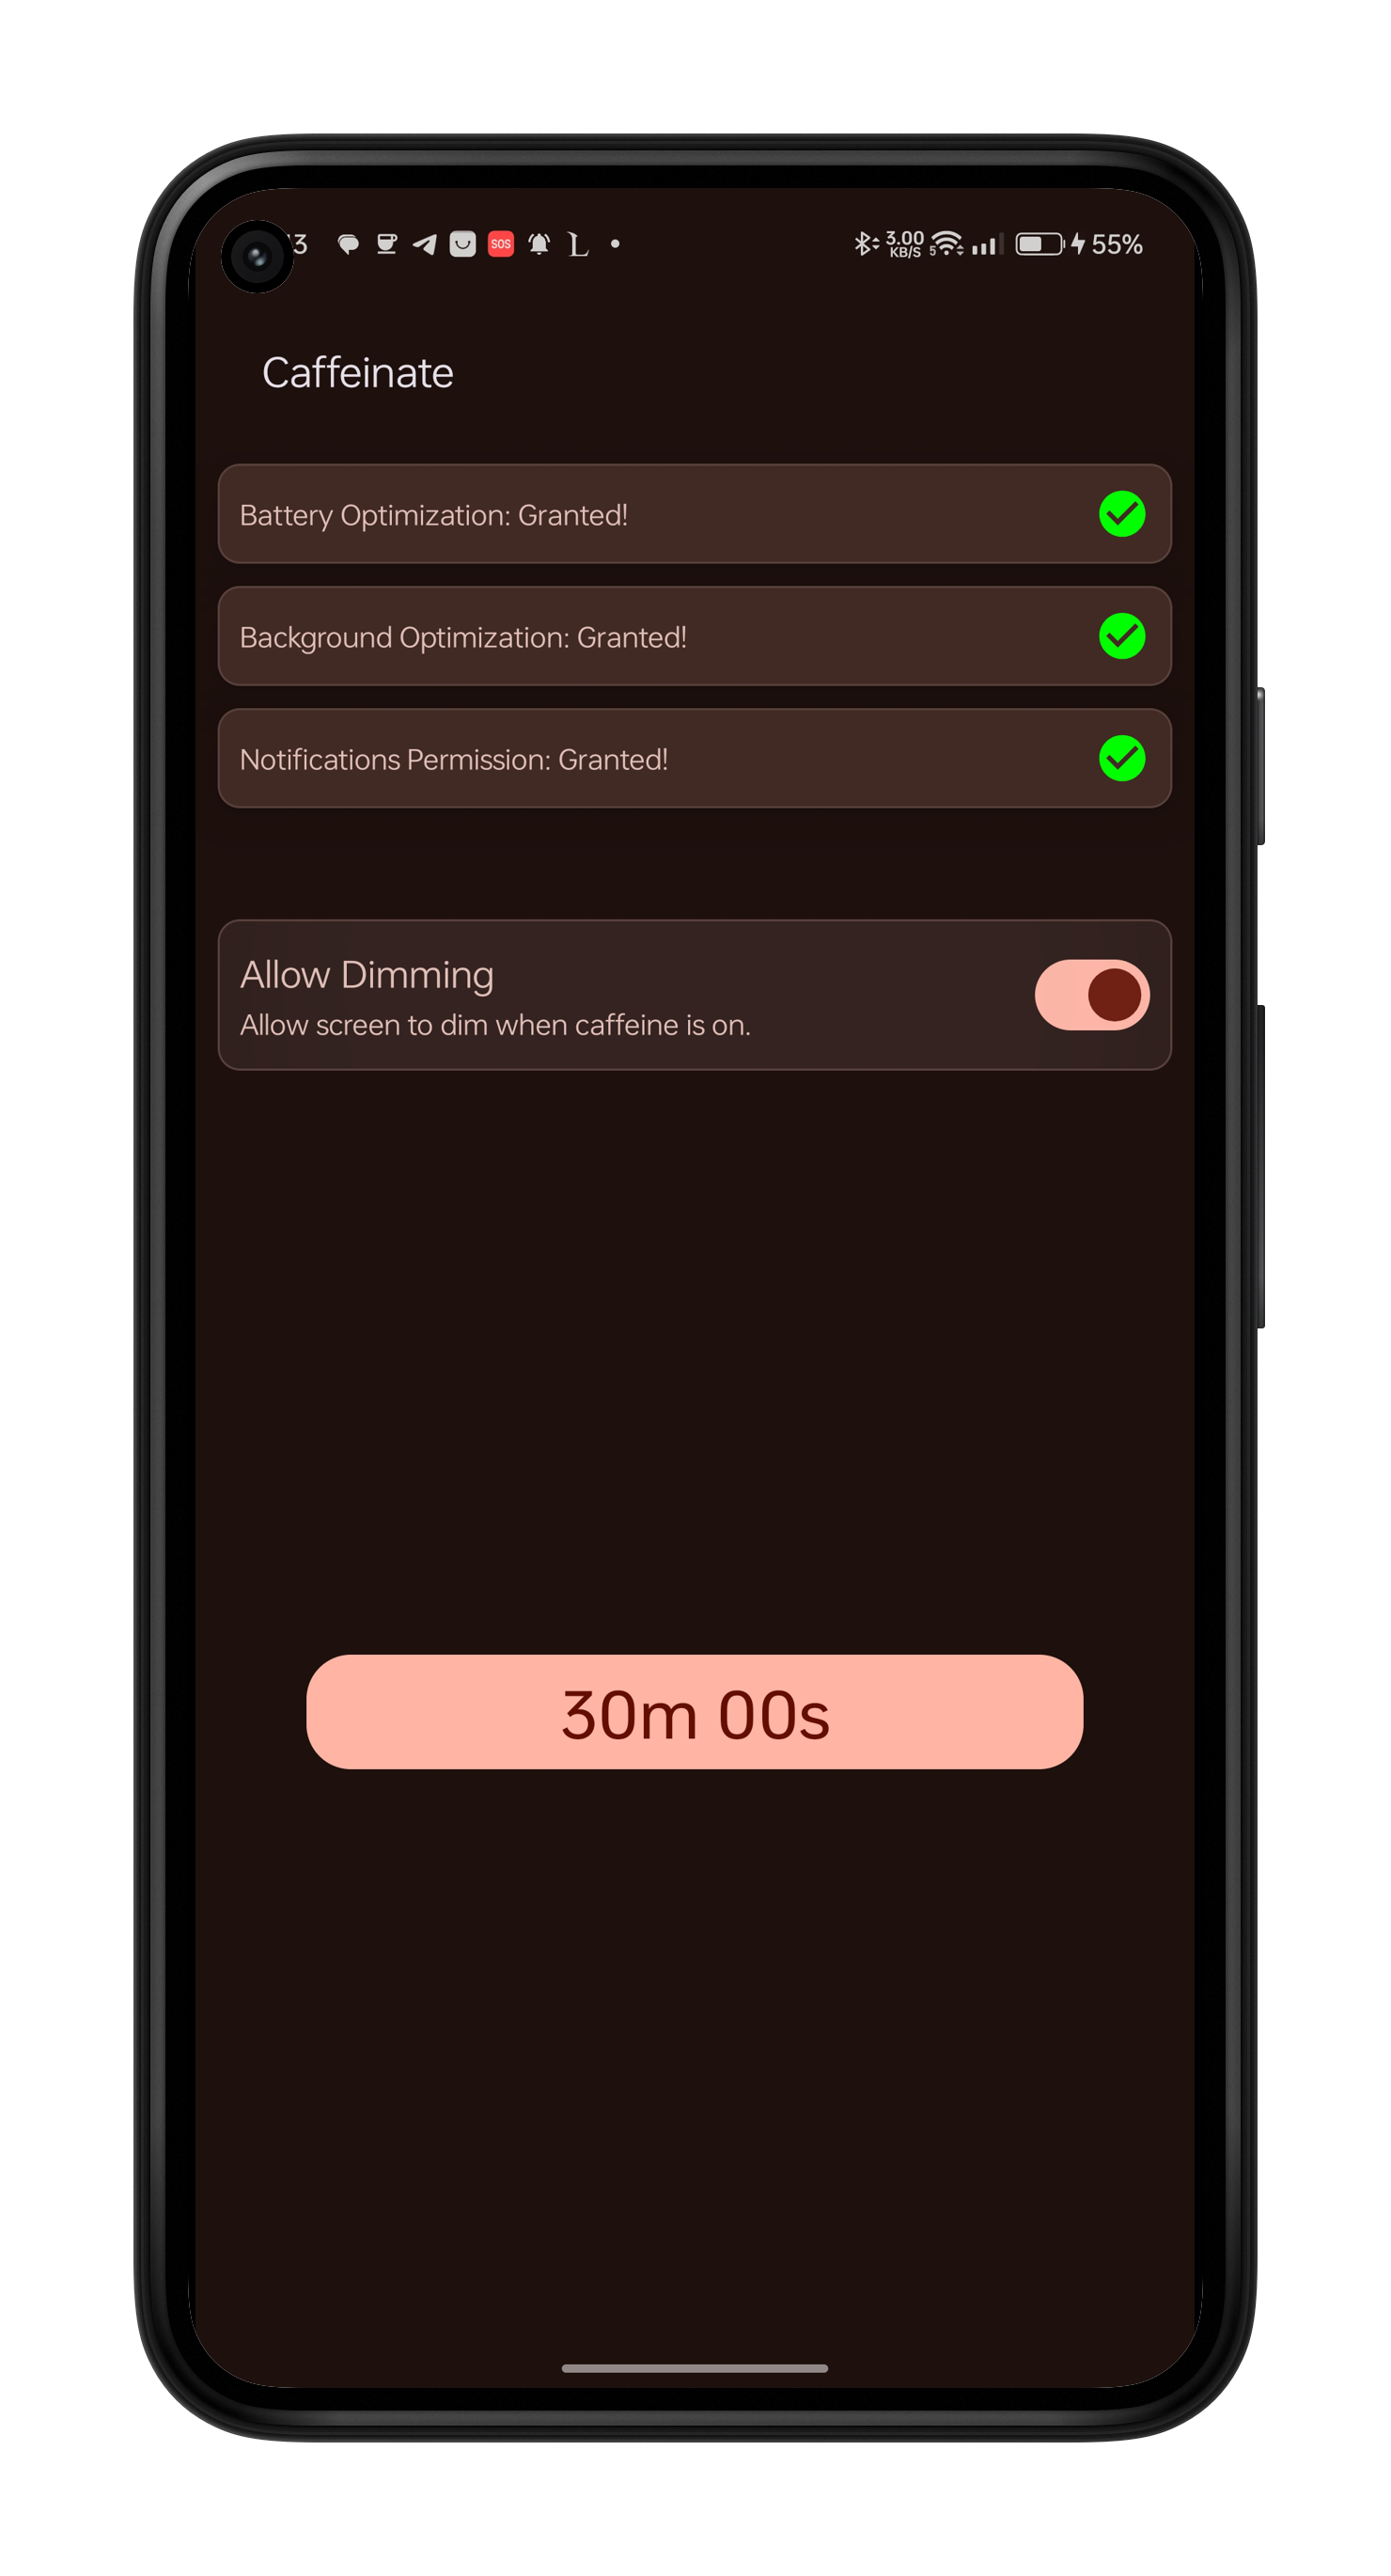 3 SOS L 3.00 KB/S 5 55%
Caffeinate
Battery Optimization: Granted!
Background Optimization: Granted!
Notifications Permission: Granted!
Allow Dimming
Allow screen to dim when caffeine is on.
30m 00s